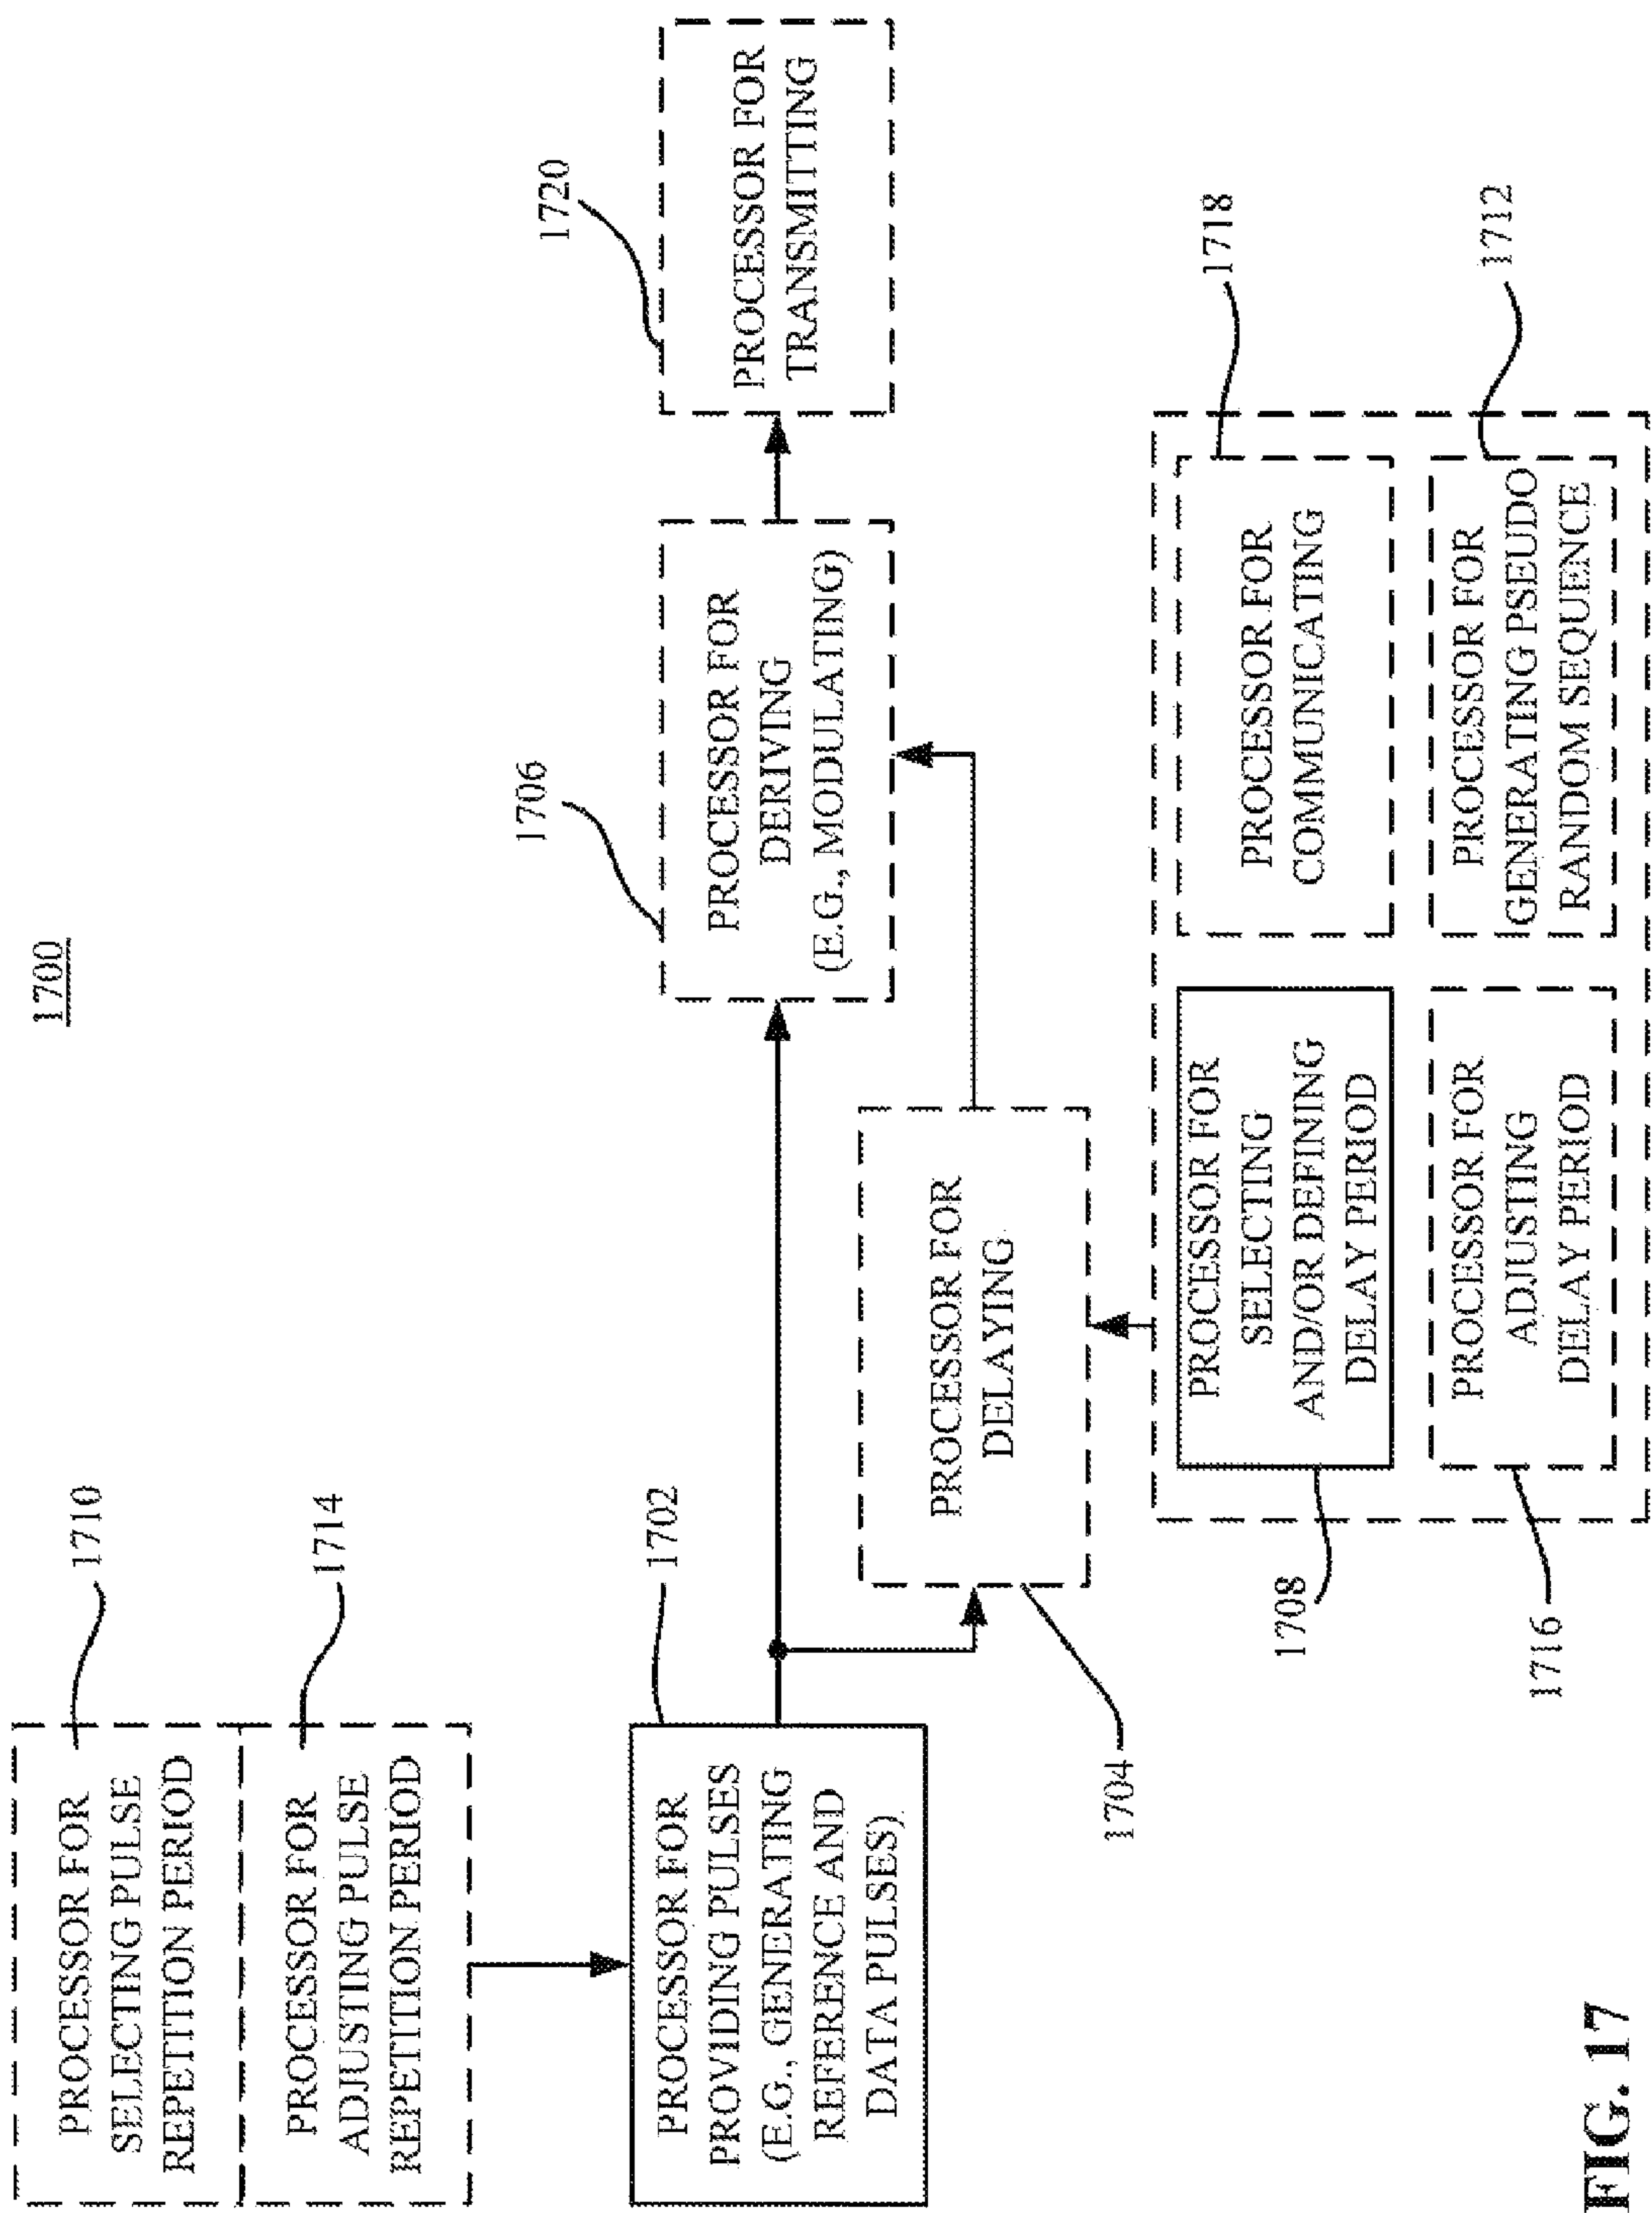 1700
1710
PROCESSOR FOR
SELECTING PULSE
REPETITION PERIOD
1714
PROCESSOR FOR
ADJUSTING PULSE
REPETITION PERIOD
1702
PROCESSOR FOR
PROVIDING PULSES
(E.G., GENERATING
REFERENCE AND
DATA PULSES)
1706
PROCESSOR FOR
DERIVING
(E.G., MODULATING)
1720
PROCESSOR FOR
TRANSMITTING
PROCESSOR FOR
DELAYING
1704
1708
PROCESSOR FOR
SELECTING
AND/OR DEFINING
DELAY PERIOD
1718
PROCESSOR FOR
COMMUNICATING
1716
PROCESSOR FOR
ADJUSTING
DELAY PERIOD
1712
PROCESSOR FOR
GENERATING PSEUDO
RANDOM SEQUENCE
FIG. 17